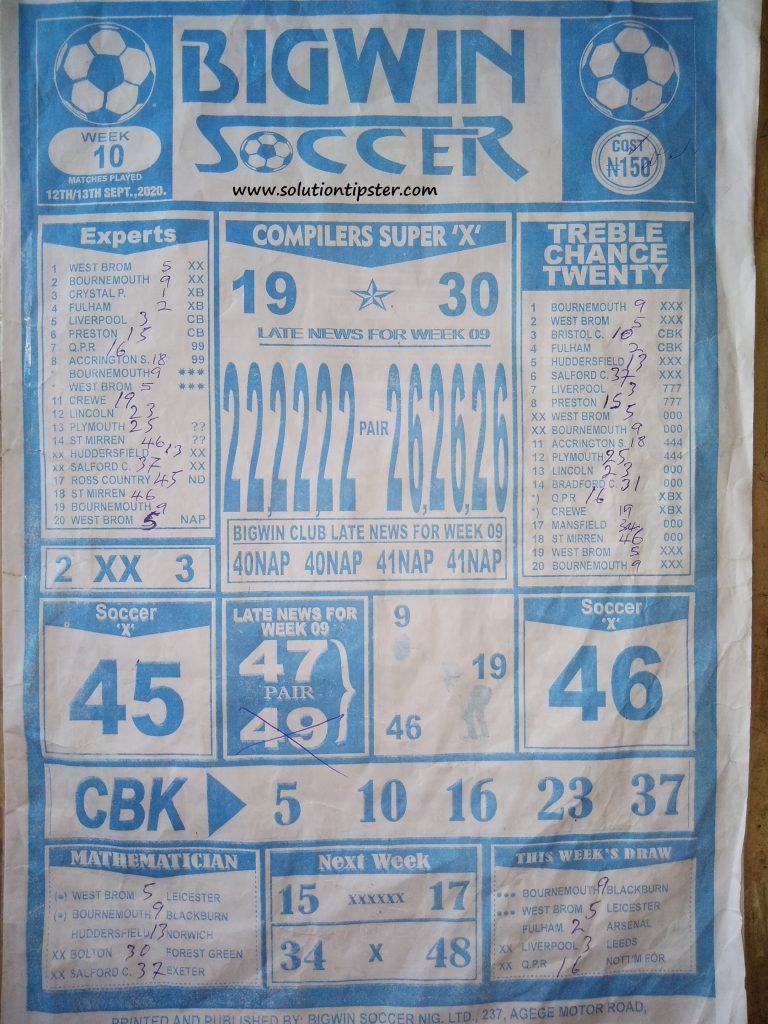 BIGWIN
SOCCER
WEEK
10
MATCHES PLAYED
12TH/13TH SEPT.,2020.
COST
₦150
www.solutiontipster.com
Experts
1 WEST BROM 5 XX
2 BOURNEMOUTH 9 XX
3 CRYSTAL P. 1 XB
4 FULHAM 2 XB
5 LIVERPOOL 3 CB
6 PRESTON 15 CB
7 Q.P.R 16 99
8 ACCRINGTON S. 18 99
* BOURNEMOUTH 9 ***
* WEST BROM 5 ***
11 CREWE 19
12 LINCOLN 23
13 PLYMOUTH 25 ??
14 ST MIRREN 46 ??
xx HUDDERSFIELD 13 XX
xx SALFORD C. 37 XX
17 ROSS COUNTRY 45 ND
18 ST MIRREN 46
19 BOURNEMOUTH 9
20 WEST BROM 5 NAP
2 XX 3
COMPILERS SUPER 'X'
19 30
LATE NEWS FOR WEEK 09
22,22,22 PAIR 26,26,26
BIGWIN CLUB LATE NEWS FOR WEEK 09
40NAP 40NAP 41NAP 41NAP
TREBLE
CHANCE
TWENTY
1 BOURNEMOUTH 9 XXX
2 WEST BROM 5 XXX
3 BRISTOL C. 10 CBK
4 FULHAM 2 CBK
5 HUDDERSFIELD 13 XXX
6 SALFORD C. 37 XXX
7 LIVERPOOL 3 777
8 PRESTON 15 777
XX WEST BROM 5 000
XX BOURNEMOUTH 9 000
11 ACCRINGTON S. 18 444
12 PLYMOUTH 25 444
13 LINCOLN 23 000
14 BRADFORD C. 31 000
*) Q.P.R 16 XBX
*) CREWE 19 XBX
17 MANSFIELD 34 000
18 ST MIRREN 46 000
19 WEST BROM 5 XXX
20 BOURNEMOUTH 9 XXX
Soccer
'X'
45
LATE NEWS FOR
WEEK 09
47
PAIR
49
9
19
46
Soccer
'X'
46
CBK 5 10 16 23 37
MATHEMATICIAN
(=) WEST BROM 5 LEICESTER
(=) BOURNEMOUTH 9 BLACKBURN
HUDDERSFIELD 13 NORWICH
XX BOLTON 30 FOREST GREEN
XX SALFORD C. 37 EXETER
Next Week
15 XXXXXX 17
34 X 48
THIS WEEK'S DRAW
*** BOURNEMOUTH 9 BLACKBURN
*** WEST BROM 5 LEICESTER
FULHAM 2 ARSENAL
XX LIVERPOOL 3 LEEDS
XX Q.P.R 16 NOTT'M FOR
PRINTED AND PUBLISHED BY: BIGWIN SOCCER NIG. LTD., 237, AGEGE MOTOR ROAD,